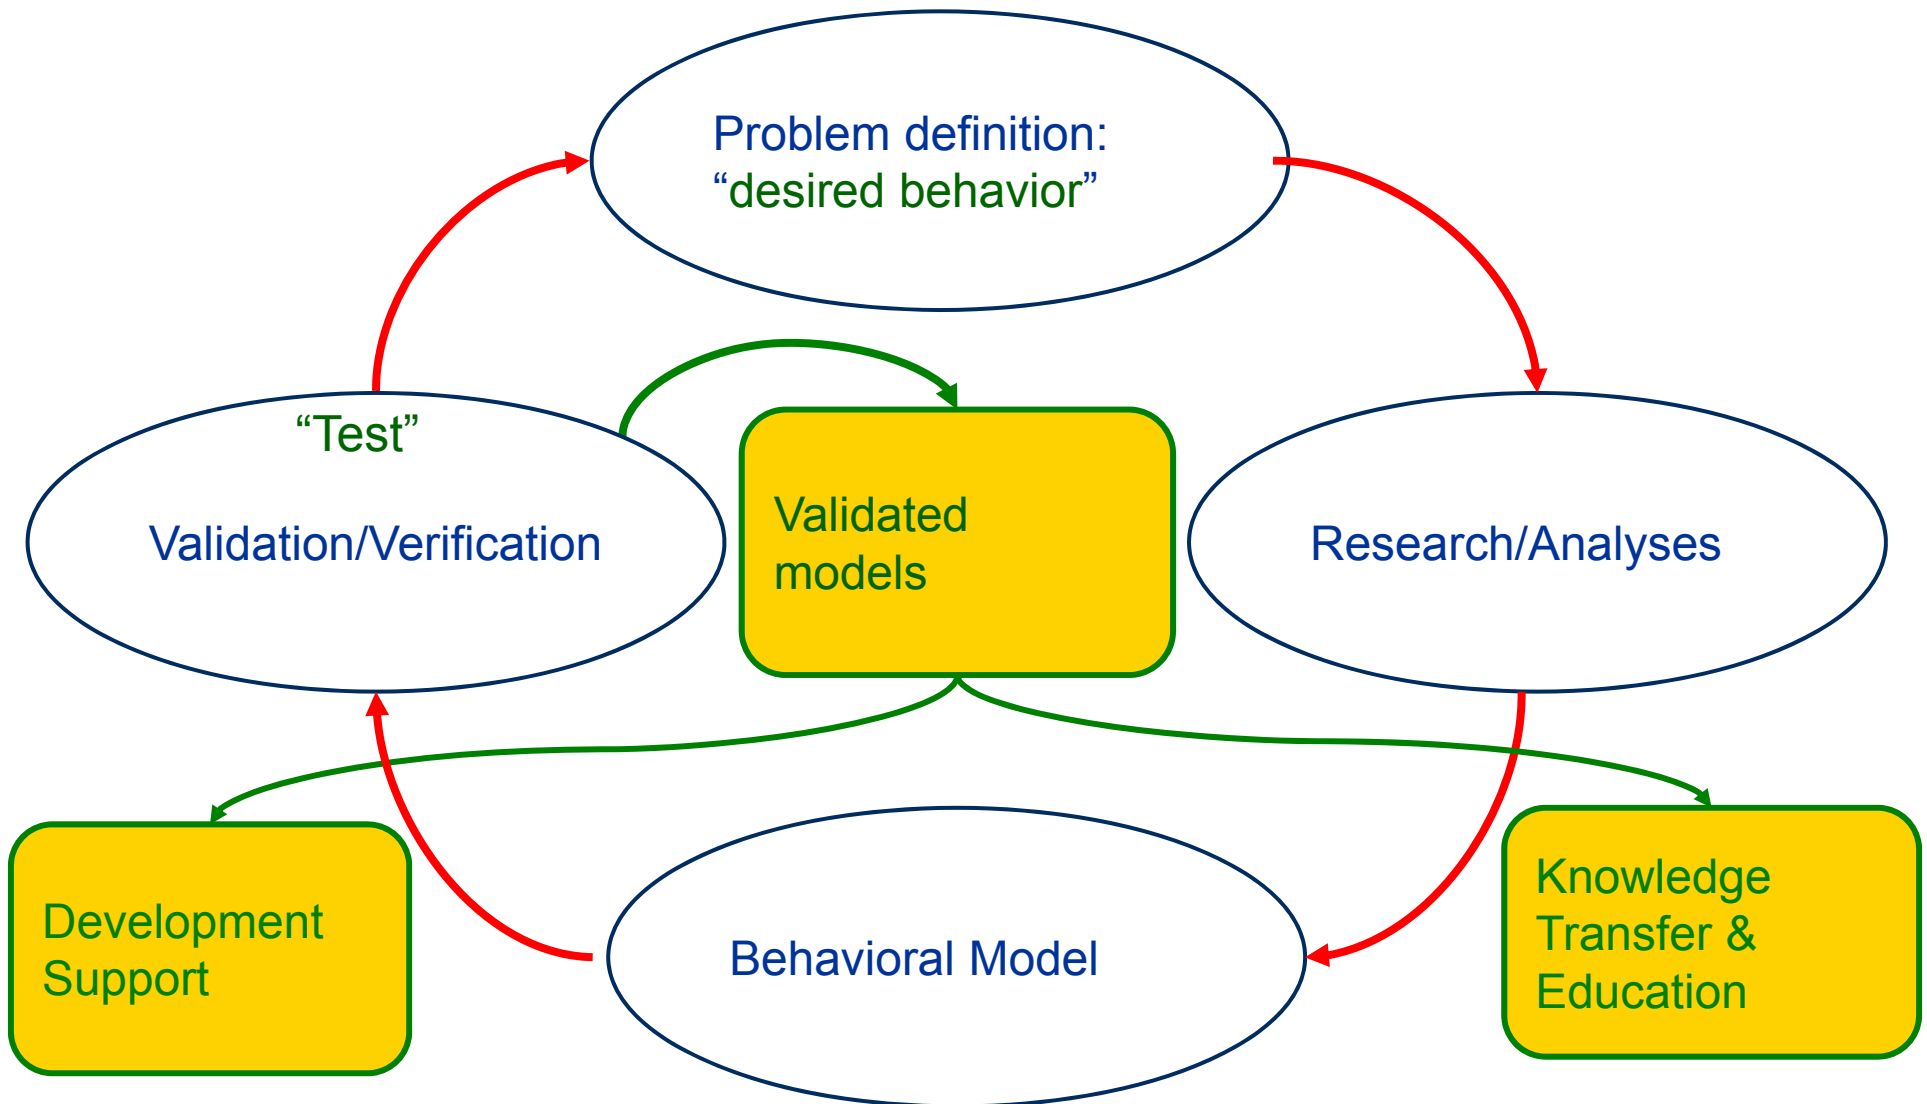 Problem definition:
“desired behavior”
“Test”
Validation/Verification
Validated
models
Research/Analyses
Development
Support
Behavioral Model
Knowledge
Transfer &
Education